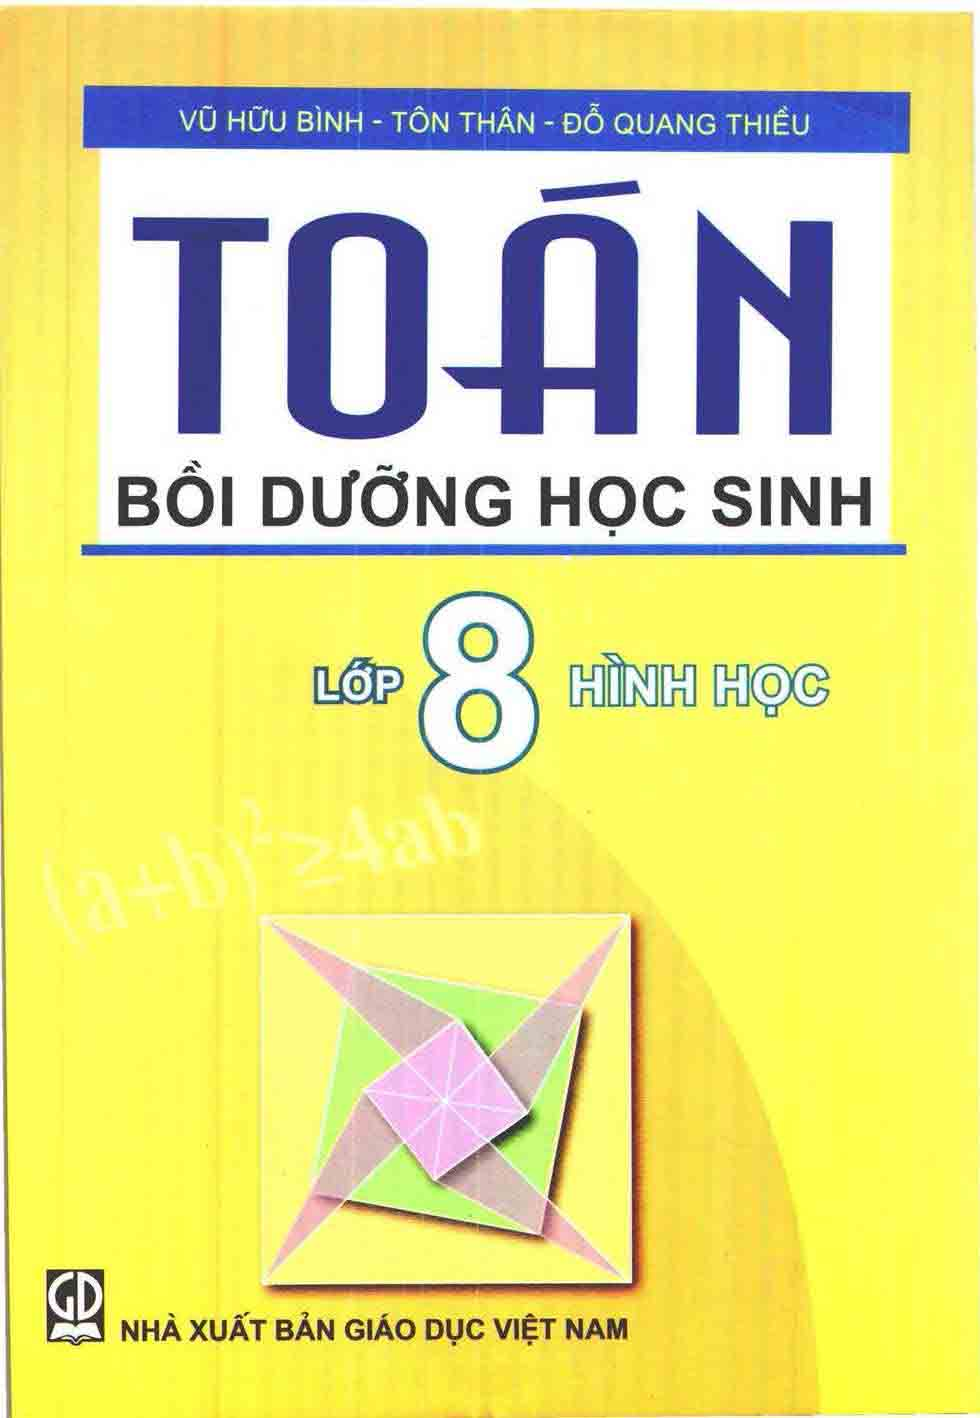 VŨ HỮU BÌNH - TÔN THÂN - ĐỖ QUANG THIỀU
TOÁN
BỒI DƯỠNG HỌC SINH
LỚP 8 HÌNH HỌC
(a+b)²≥4ab
GD
NHÀ XUẤT BẢN GIÁO DỤC VIỆT NAM